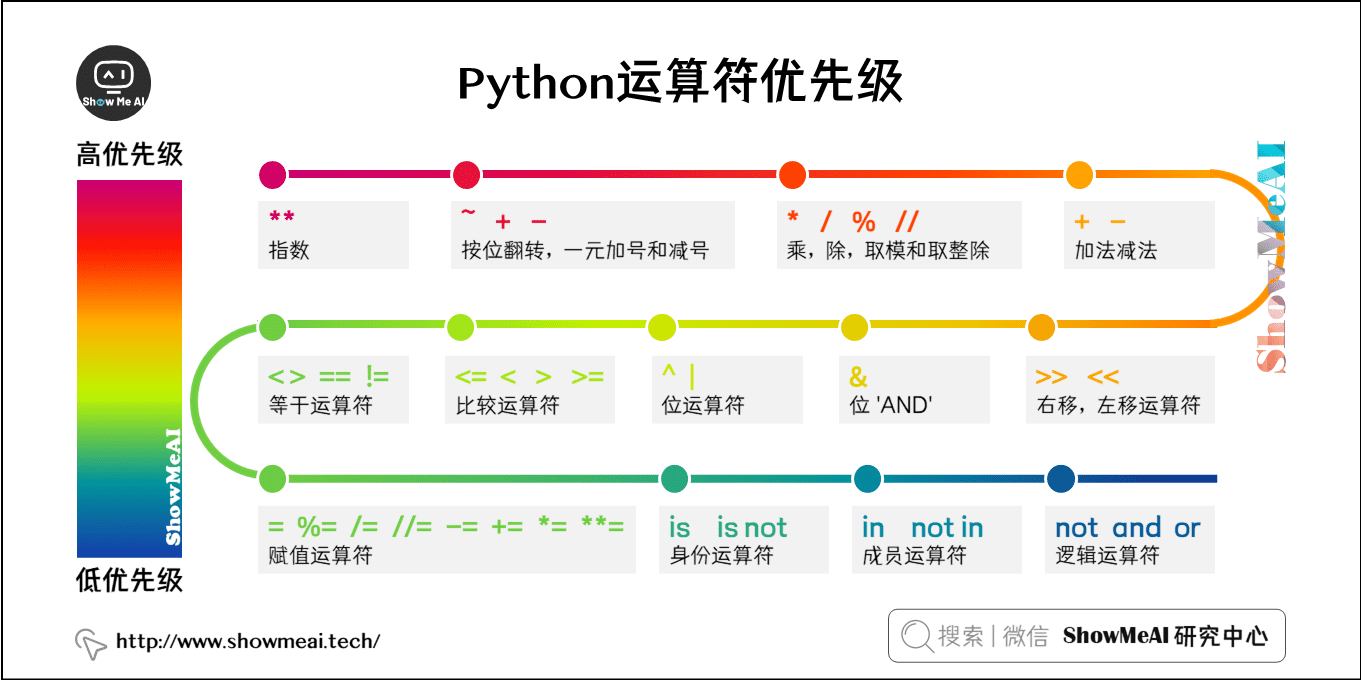 Show Me AI
Python运算符优先级
高优先级
**
指数
~ + -
按位翻转，一元加号和减号
* / % //
乘，除，取模和取整除
+ -
加法减法
ShowMeAI
<> == !=
等于运算符
<= < > >=
比较运算符
^ |
位运算符
&
位 'AND'
>> <<
右移，左移运算符
ShowMeAI
= %= /= //= -= += *= **=
赋值运算符
is is not
身份运算符
in not in
成员运算符
not and or
逻辑运算符
低优先级
http://www.showmeai.tech/
搜索 | 微信 ShowMeAI 研究中心